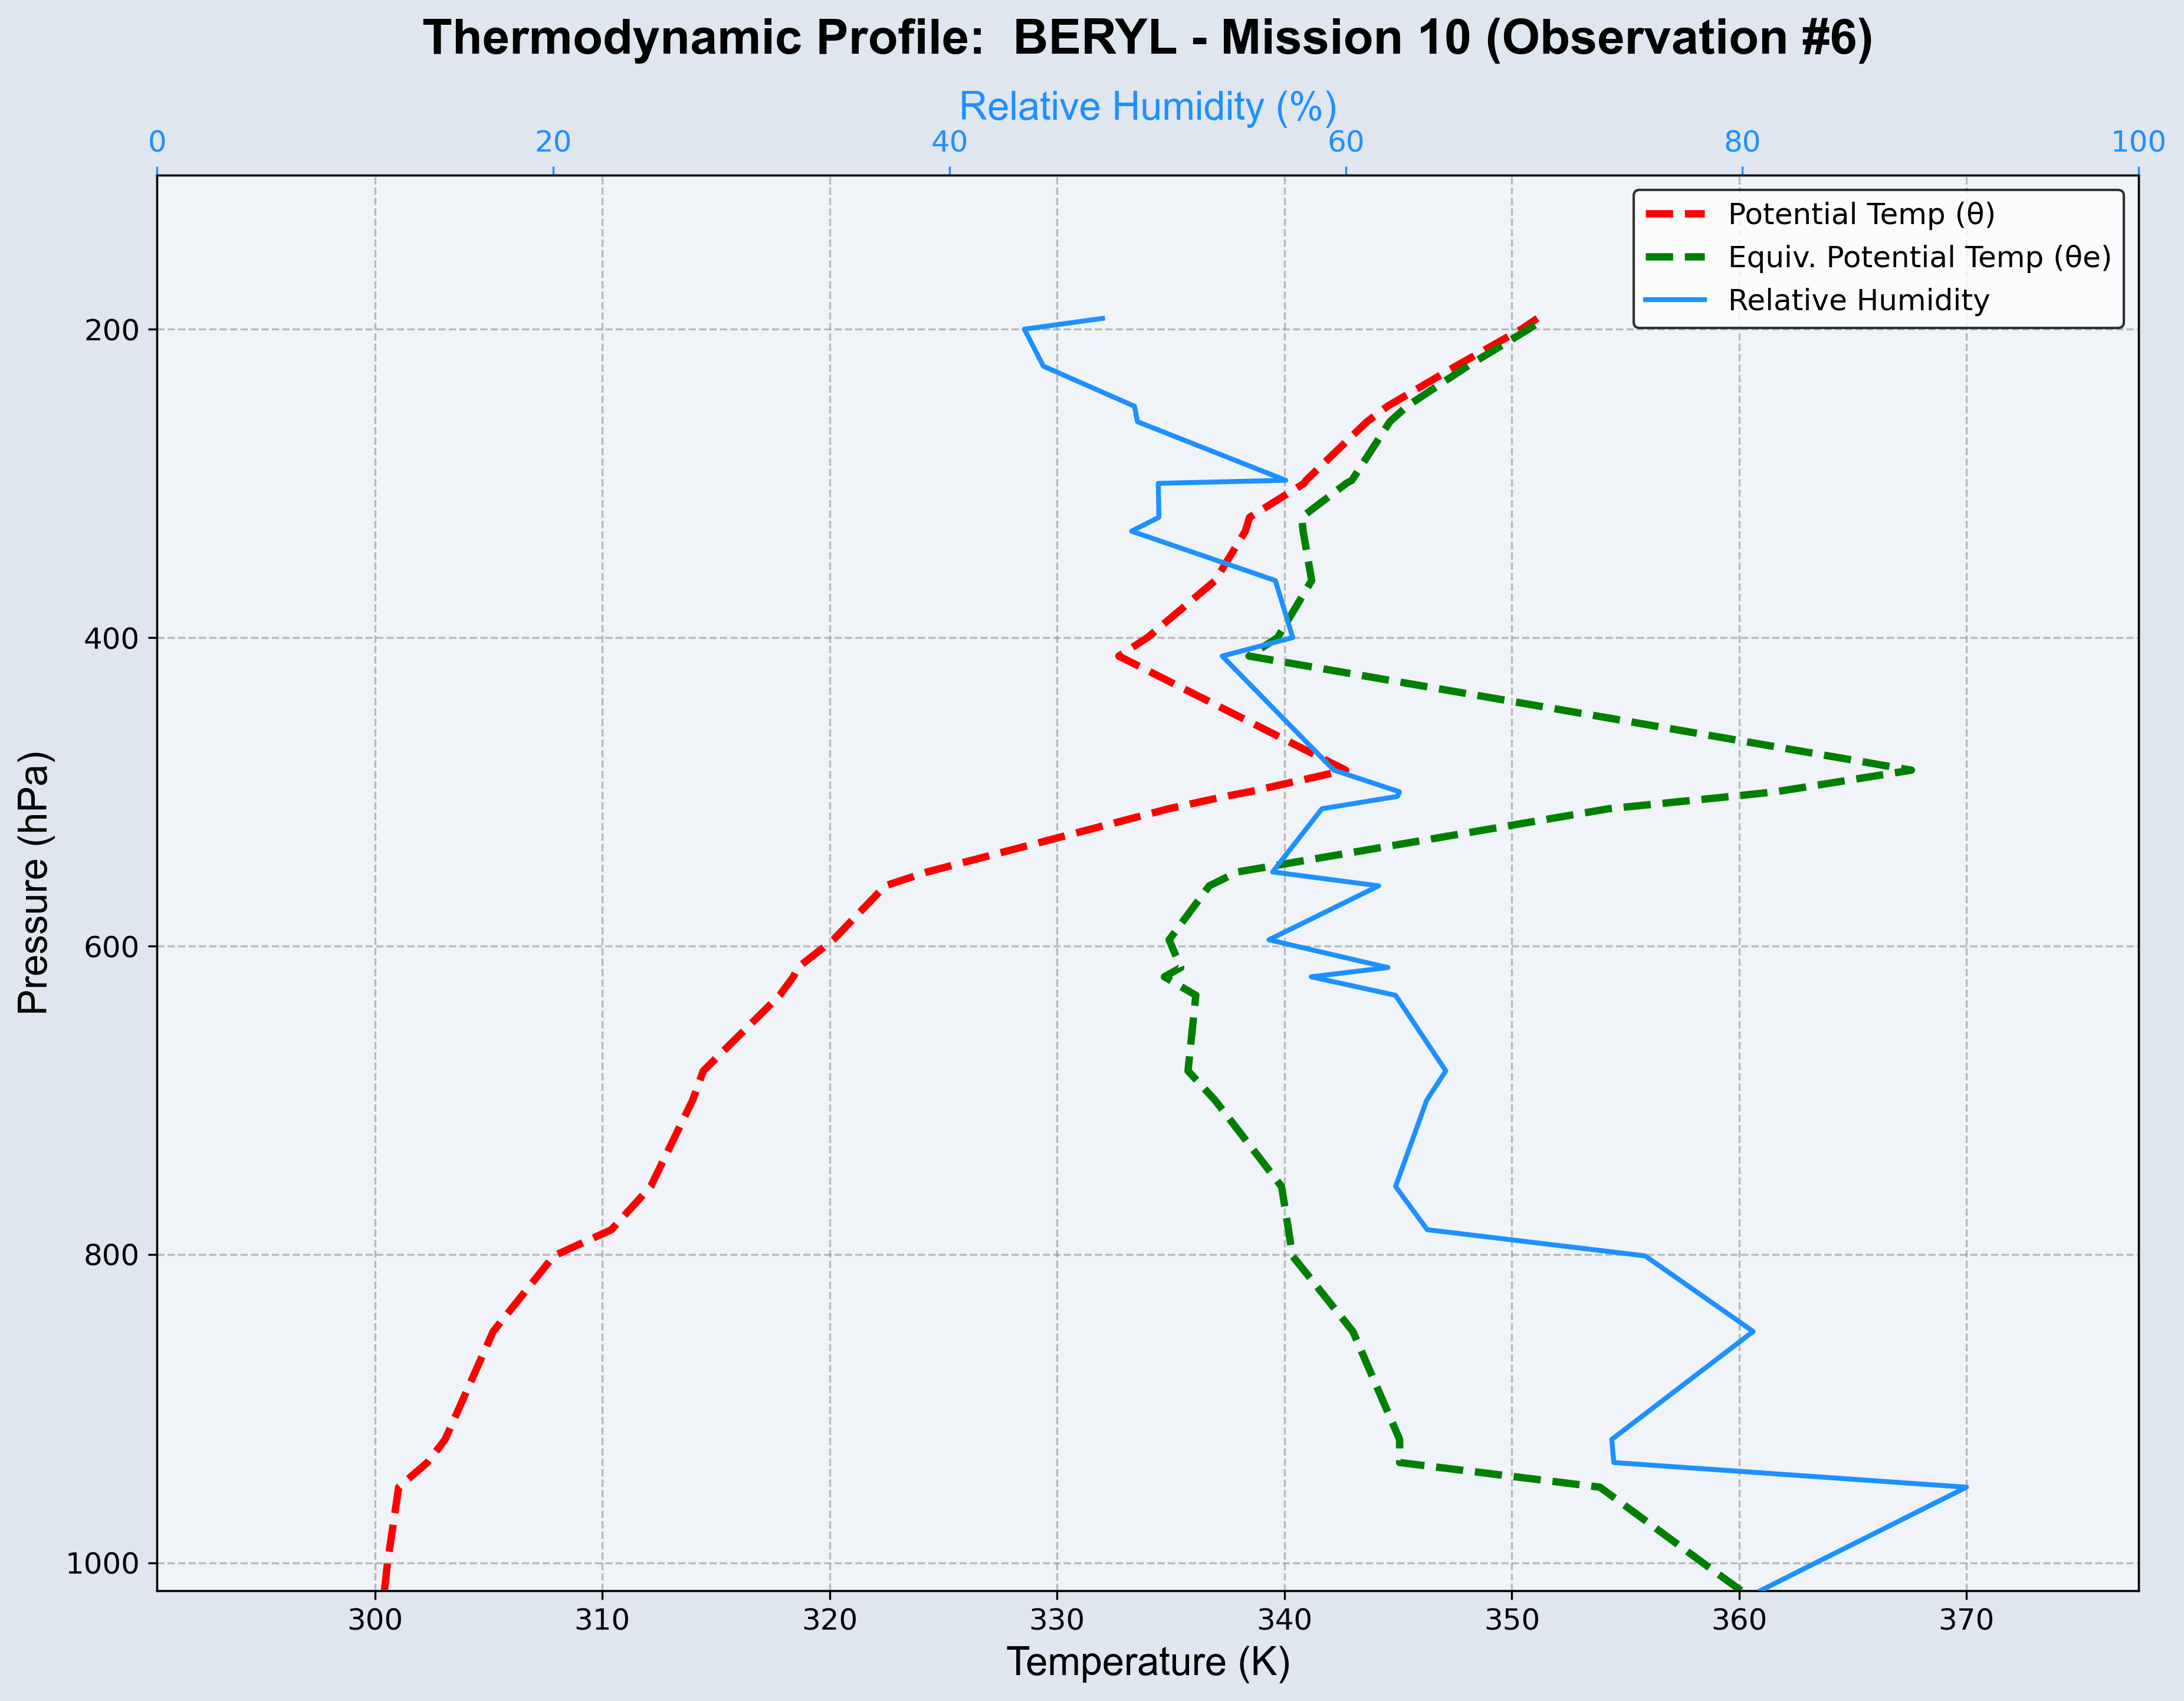 Thermodynamic Profile:  BERYL - Mission 10 (Observation #6)
Relative Humidity (%)
0 20 40 60 80 100
Potential Temp (θ)
Equiv. Potential Temp (θe)
Relative Humidity
Pressure (hPa)
200
400
600
800
1000
300 310 320 330 340 350 360 370
Temperature (K)